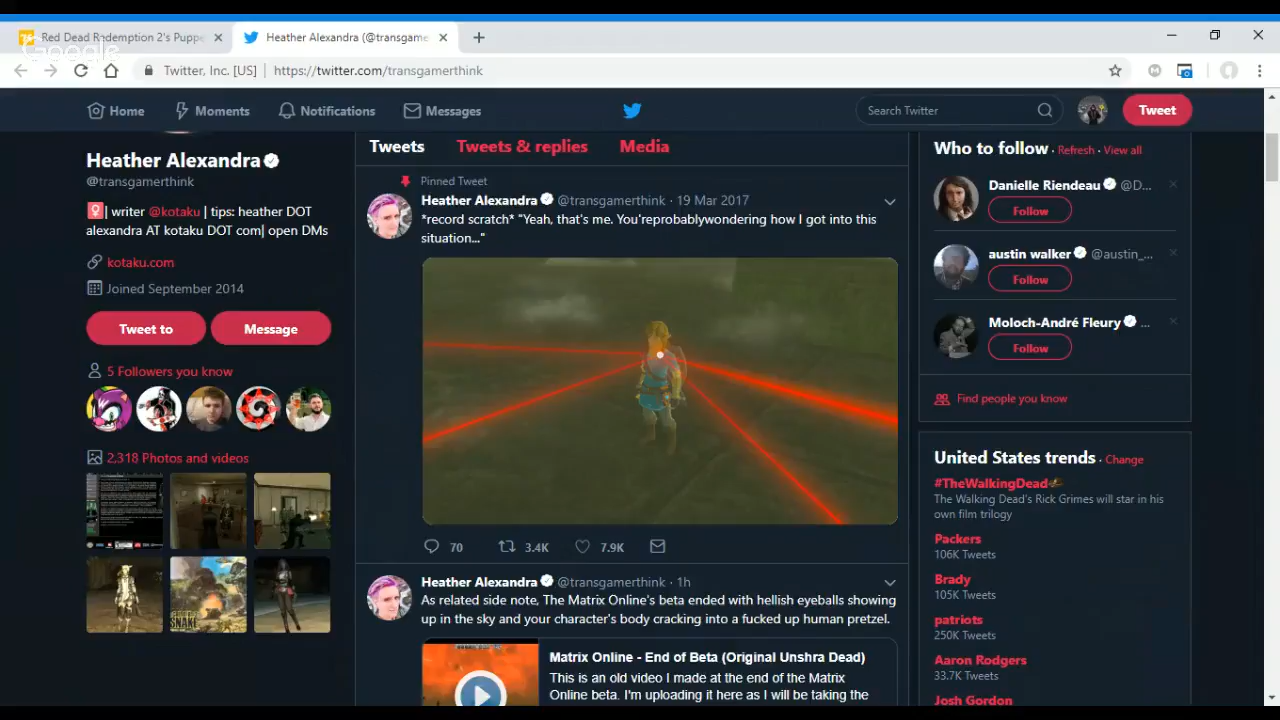 Red Dead Redemption 2's Puppe
Heather Alexandra (@transgame
Google
Twitter, Inc. [US]
https://twitter.com/transgamerthink
Home
Moments
Notifications
Messages
Search Twitter
Tweet
Heather Alexandra
@transgamerthink
| writer @kotaku | tips: heather DOT
alexandra AT kotaku DOT com| open DMs
kotaku.com
Joined September 2014
Tweet to
Message
5 Followers you know
2,318 Photos and videos
Tweets
Tweets & replies
Media
Pinned Tweet
Heather Alexandra @transgamerthink · 19 Mar 2017
*record scratch* "Yeah, that's me. You'reprobablywondering how I got into this
situation..."
70
3.4K
7.9K
Heather Alexandra @transgamerthink · 1h
As related side note, The Matrix Online's beta ended with hellish eyeballs showing
up in the sky and your character's body cracking into a fucked up human pretzel.
Matrix Online - End of Beta (Original Unshra Dead)
This is an old video I made at the end of the Matrix
Online beta. I'm uploading it here as I will be taking the
Who to follow · Refresh · View all
Danielle Riendeau @D...
Follow
austin walker @austin_...
Follow
Moloch-André Fleury ...
Follow
Find people you know
United States trends · Change
#TheWalkingDead
The Walking Dead's Rick Grimes will star in his
own film trilogy
Packers
106K Tweets
Brady
105K Tweets
patriots
250K Tweets
Aaron Rodgers
33.7K Tweets
Josh Gordon